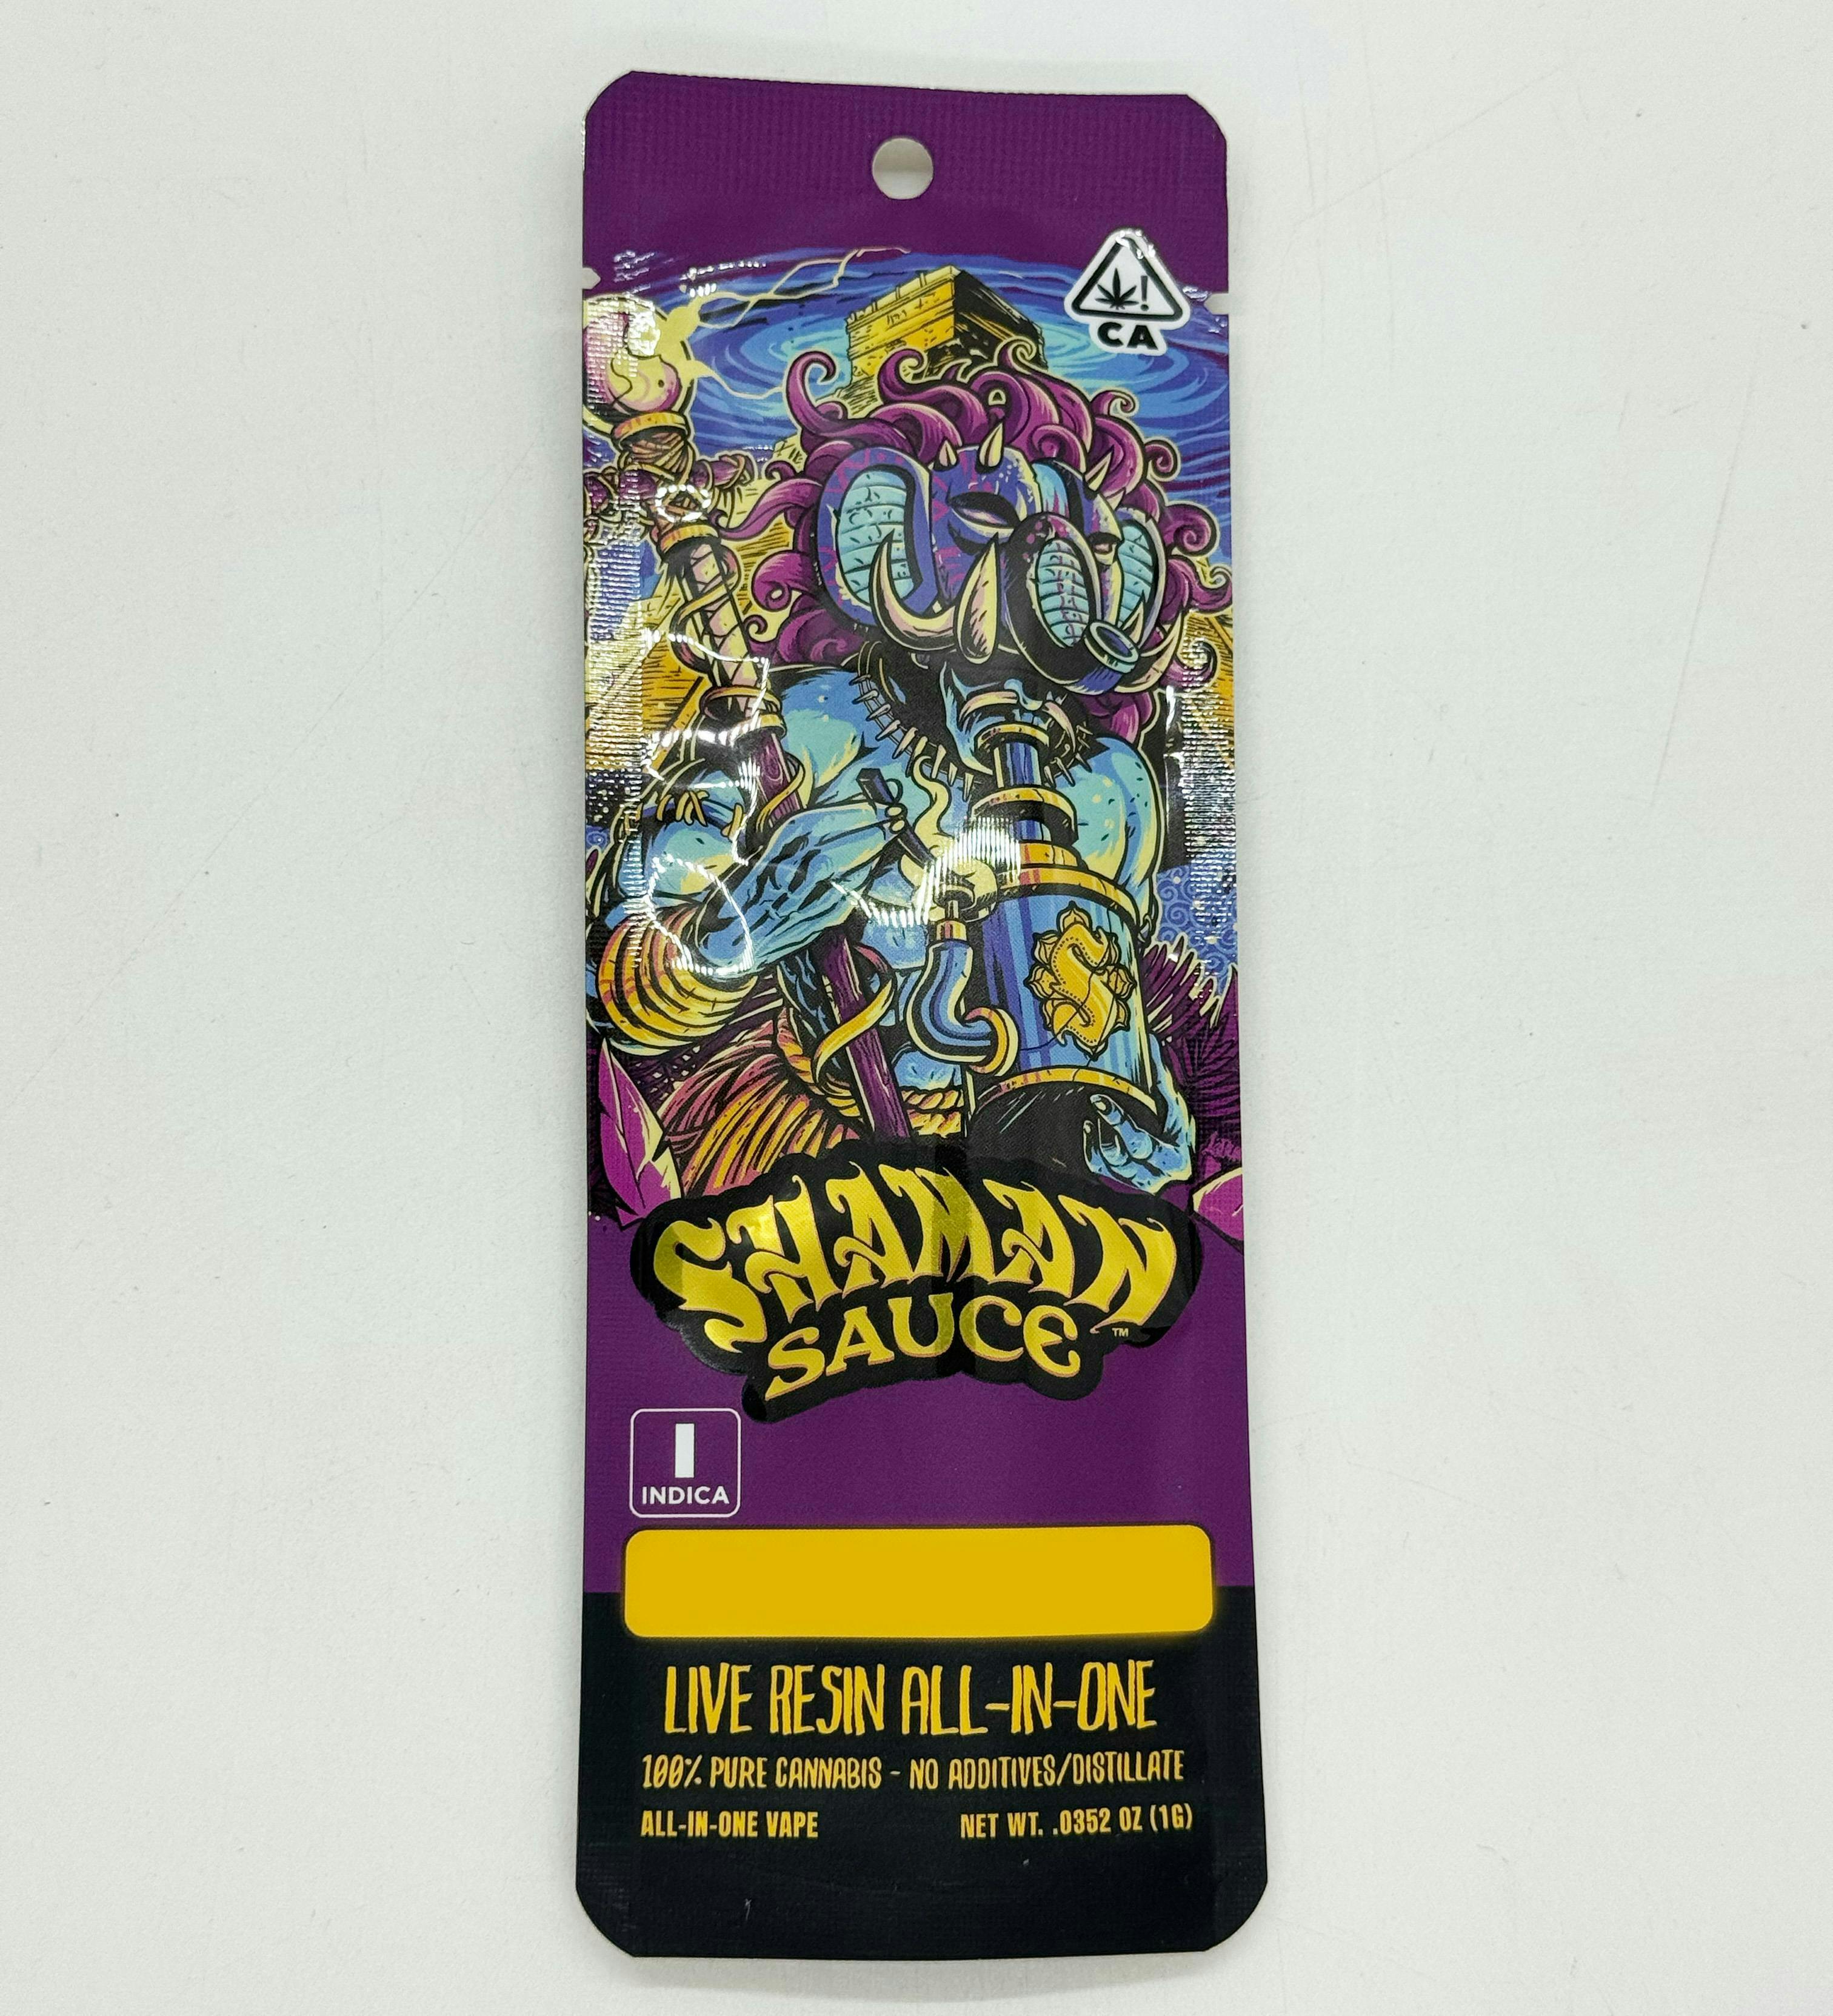 CA
S
SHAMAN
SAUCE™
I
INDICA
LIVE RESIN ALL-IN-ONE
100% PURE CANNABIS - NO ADDITIVES/DISTILLATE
ALL-IN-ONE VAPE NET WT. .0352 OZ (1G)